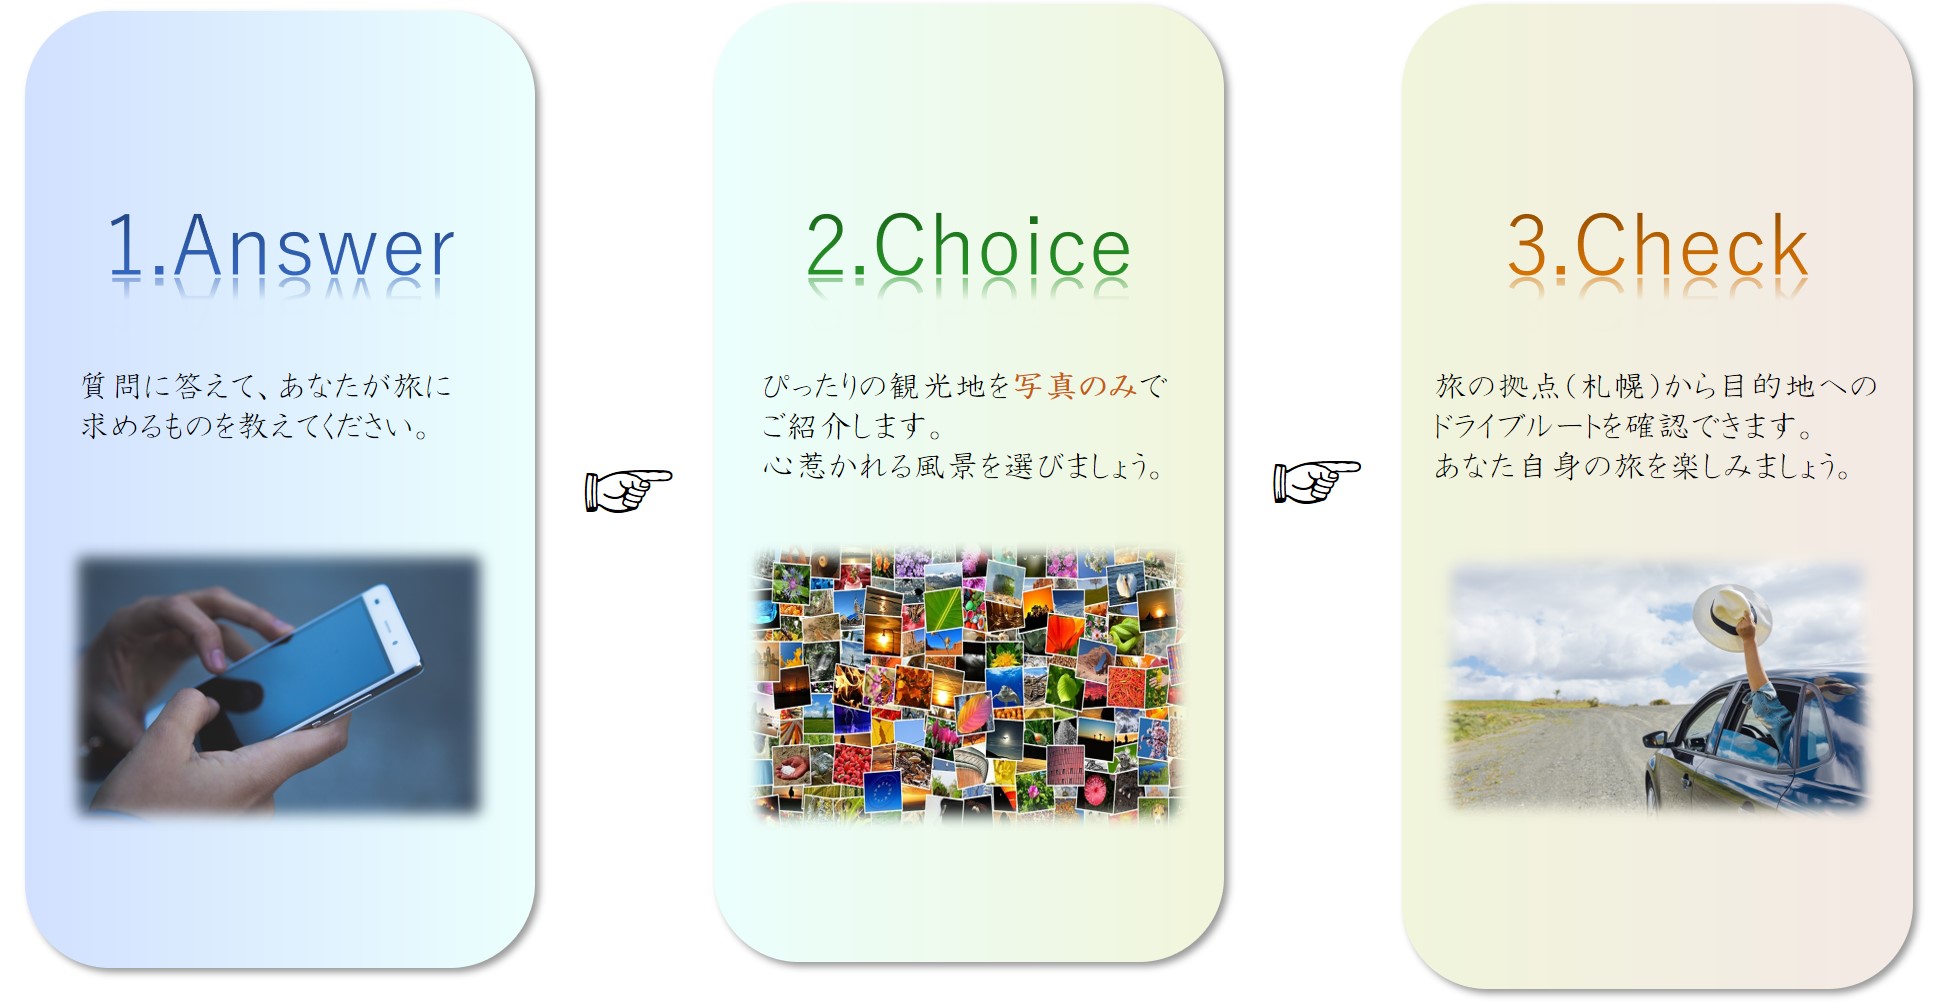 1.Answer
質問に答えて、あなたが旅に
求めるものを教えてください。
2.Choice
ぴったりの観光地を写真のみで
ご紹介します。
心惹かれる風景を選びましょう。
3.Check
旅の拠点(札幌)から目的地への
ドライブルートを確認できます。
あなた自身の旅を楽しみましょう。